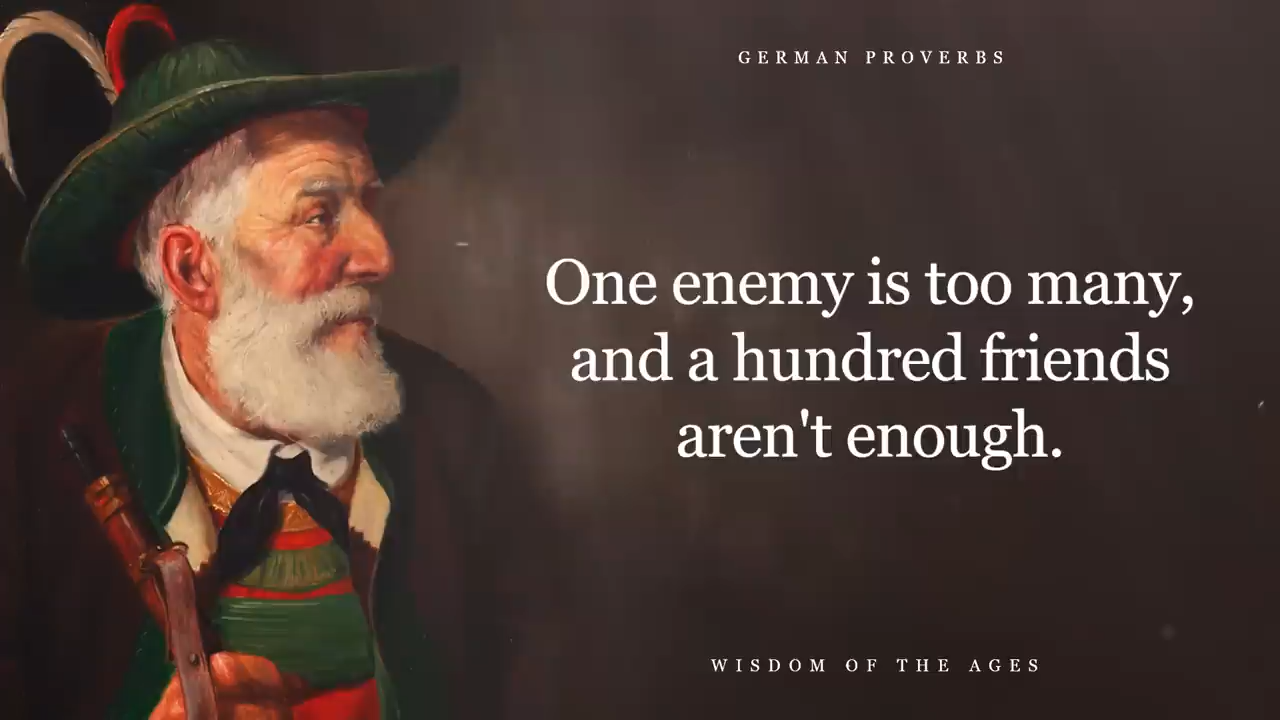 GERMAN PROVERBS
One enemy is too many,
and a hundred friends
aren't enough.
WISDOM OF THE AGES